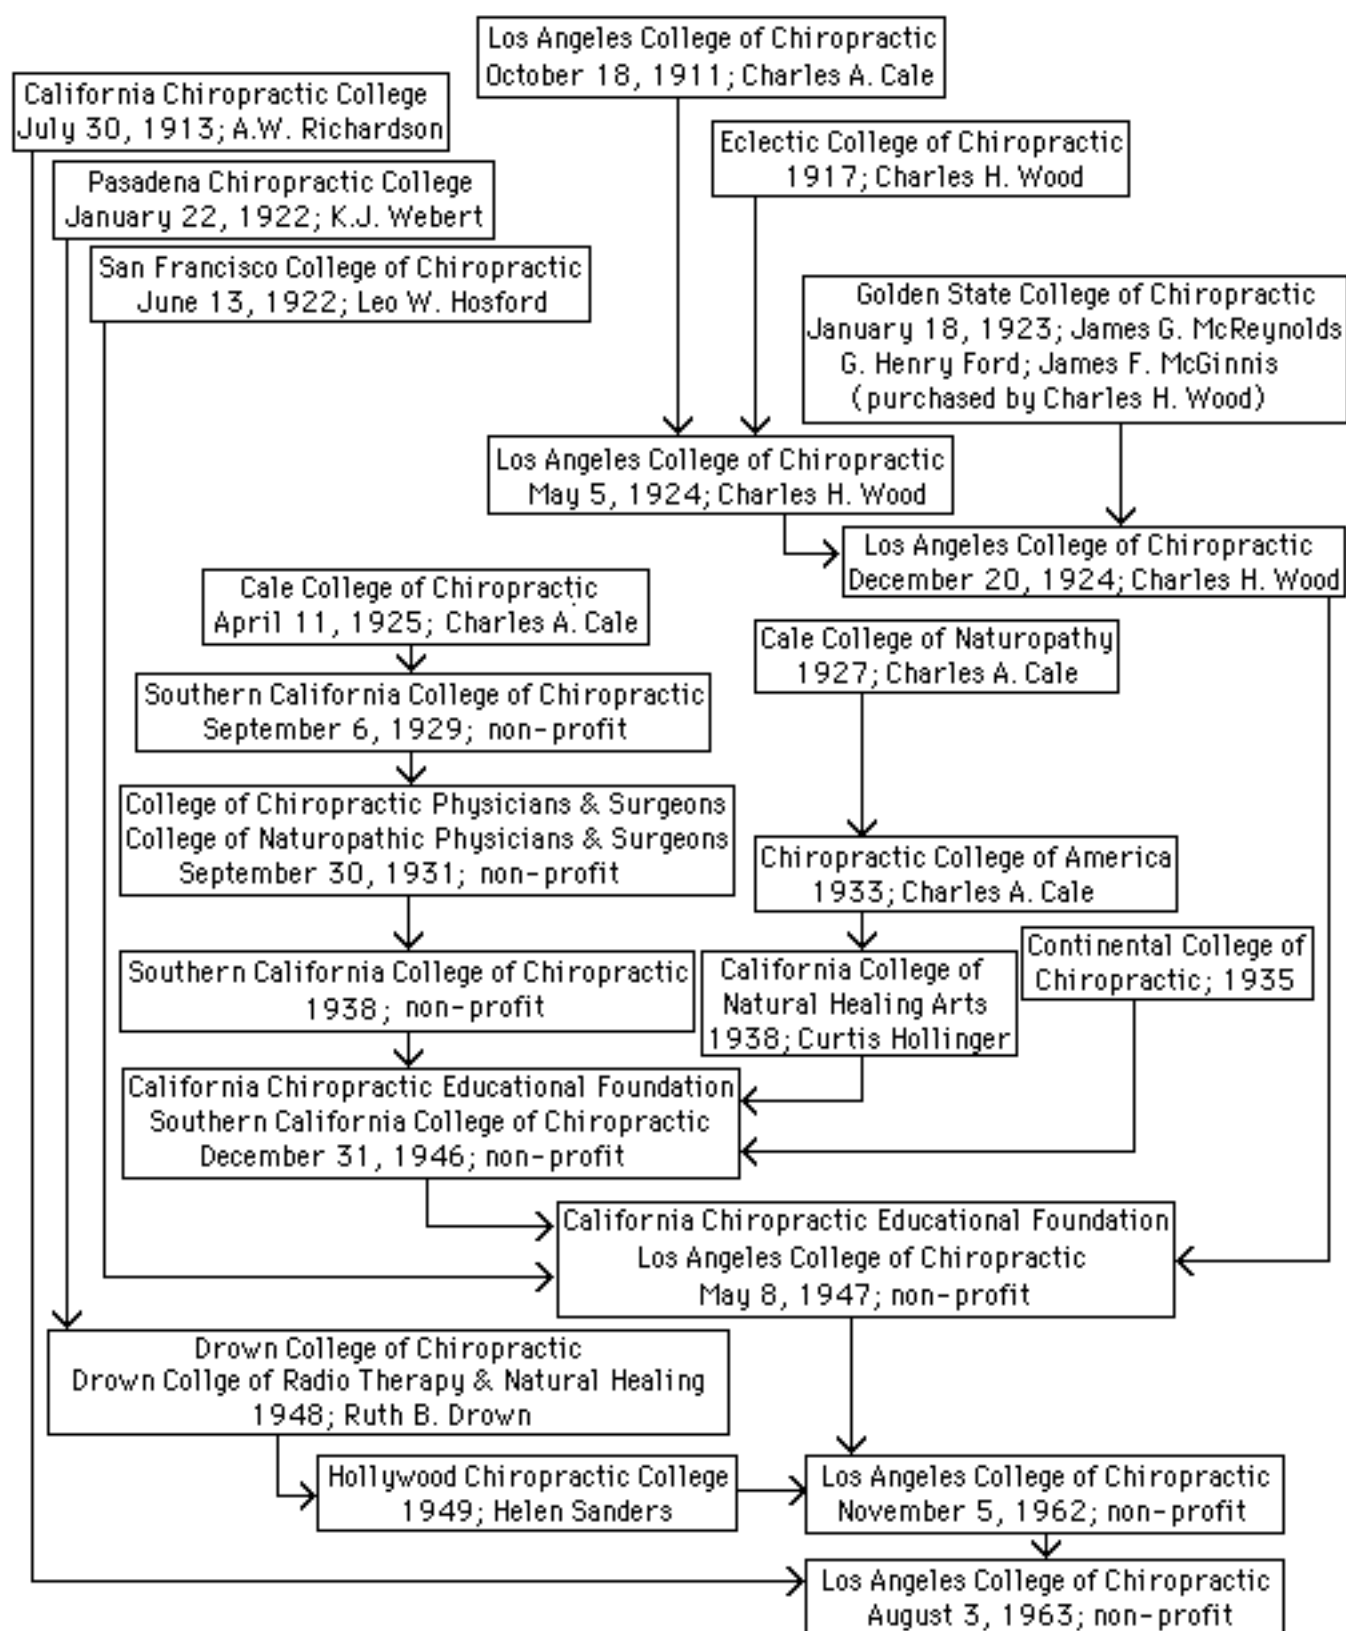 Los Angeles College of Chiropractic
October 18, 1911; Charles A. Cale
California Chiropractic College
July 30, 1913; A.W. Richardson
Eclectic College of Chiropractic
1917; Charles H. Wood
Pasadena Chiropractic College
January 22, 1922; K.J. Webert
San Francisco College of Chiropractic
June 13, 1922; Leo W. Hosford
Golden State College of Chiropractic
January 18, 1923; James G. McReynolds
G. Henry Ford; James F. McGinnis
(purchased by Charles H. Wood)
Los Angeles College of Chiropractic
May 5, 1924; Charles H. Wood
Los Angeles College of Chiropractic
December 20, 1924; Charles H. Wood
Cale College of Chiropractic
April 11, 1925; Charles A. Cale
Cale College of Naturopathy
1927; Charles A. Cale
Southern California College of Chiropractic
September 6, 1929; non-profit
College of Chiropractic Physicians & Surgeons
College of Naturopathic Physicians & Surgeons
September 30, 1931; non-profit
Chiropractic College of America
1933; Charles A. Cale
Continental College of
Chiropractic; 1935
Southern California College of Chiropractic
1938; non-profit
California College of
Natural Healing Arts
1938; Curtis Hollinger
California Chiropractic Educational Foundation
Southern California College of Chiropractic
December 31, 1946; non-profit
California Chiropractic Educational Foundation
Los Angeles College of Chiropractic
May 8, 1947; non-profit
Drown College of Chiropractic
Drown Collge of Radio Therapy & Natural Healing
1948; Ruth B. Drown
Hollywood Chiropractic College
1949; Helen Sanders
Los Angeles College of Chiropractic
November 5, 1962; non-profit
Los Angeles College of Chiropractic
August 3, 1963; non-profit